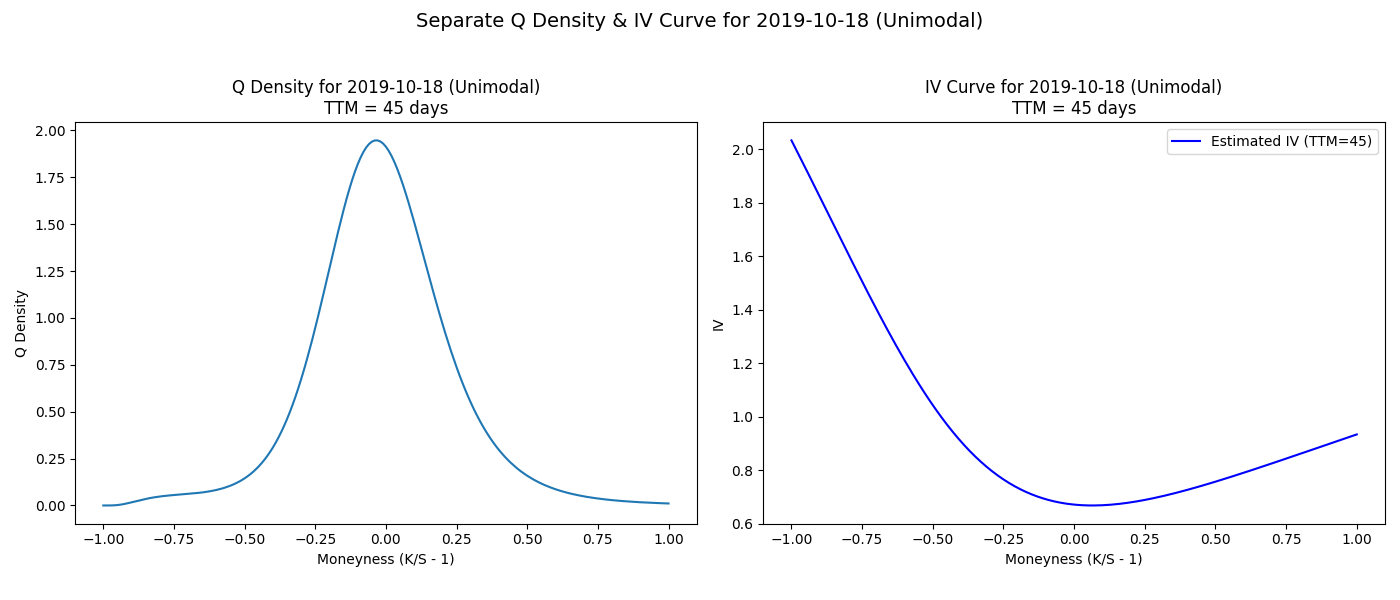 Separate Q Density & IV Curve for 2019-10-18 (Unimodal)
Q Density for 2019-10-18 (Unimodal)
TTM = 45 days
Q Density
2.00
1.75
1.50
1.25
1.00
0.75
0.50
0.25
0.00
−1.00 −0.75 −0.50 −0.25 0.00 0.25 0.50 0.75 1.00
Moneyness (K/S - 1)
IV Curve for 2019-10-18 (Unimodal)
TTM = 45 days
Estimated IV (TTM=45)
IV
2.0
1.8
1.6
1.4
1.2
1.0
0.8
0.6
−1.00 −0.75 −0.50 −0.25 0.00 0.25 0.50 0.75 1.00
Moneyness (K/S - 1)